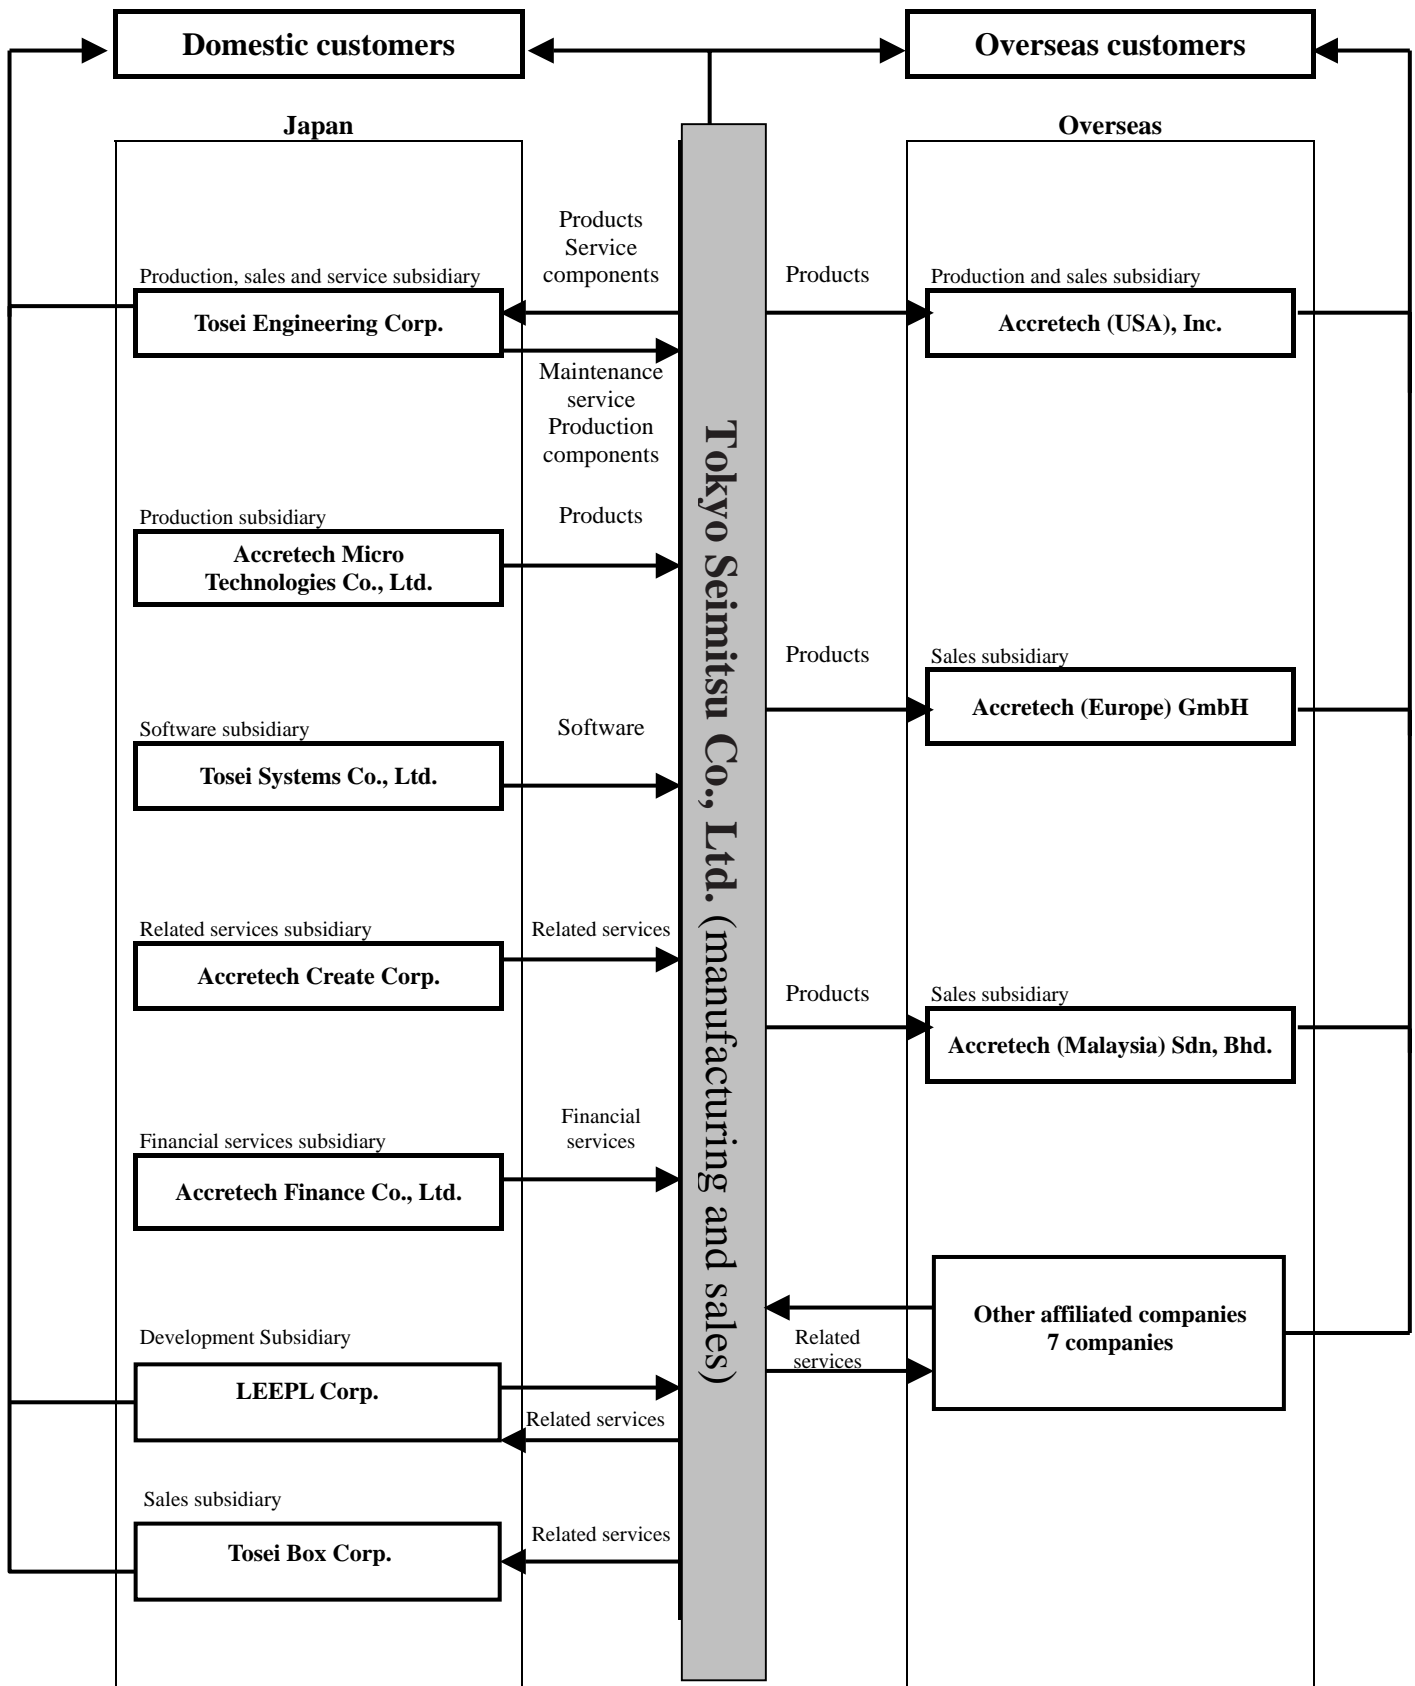 Domestic customers
Overseas customers
Japan
Overseas
Products
Service
components
Products
Production, sales and service subsidiary
Production and sales subsidiary
Tosei Engineering Corp.
Accretech (USA), Inc.
Maintenance
service
Production
components
Tokyo Seimitsu Co., Ltd. (manufacturing and sales)
Production subsidiary
Products
Accretech Micro
Technologies Co., Ltd.
Products
Sales subsidiary
Accretech (Europe) GmbH
Software subsidiary
Software
Tosei Systems Co., Ltd.
Related services subsidiary
Related services
Accretech Create Corp.
Products
Sales subsidiary
Accretech (Malaysia) Sdn, Bhd.
Financial
services
Financial services subsidiary
Accretech Finance Co., Ltd.
Other affiliated companies
7 companies
Development Subsidiary
Related
services
LEEPL Corp.
Related services
Sales subsidiary
Related services
Tosei Box Corp.